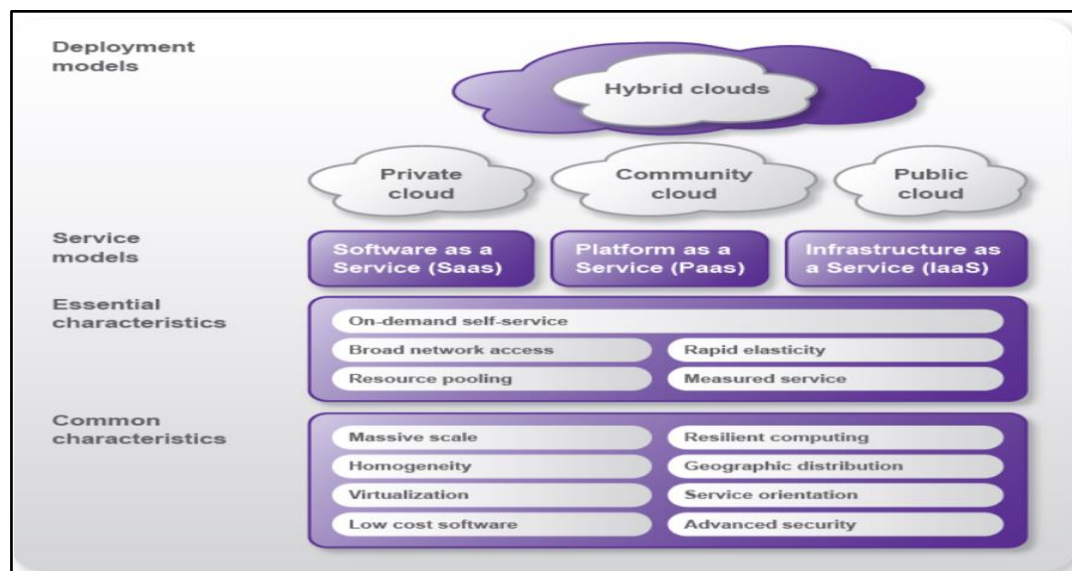 Deployment
models
Hybrid clouds
Private
cloud
Community
cloud
Public
cloud
Service
models
Software as a
Service (Saas)
Platform as a
Service (Paas)
Infrastructure as
a Service (IaaS)
Essential
characteristics
On-demand self-service
Broad network access
Rapid elasticity
Resource pooling
Measured service
Common
characteristics
Massive scale
Resilient computing
Homogeneity
Geographic distribution
Virtualization
Service orientation
Low cost software
Advanced security